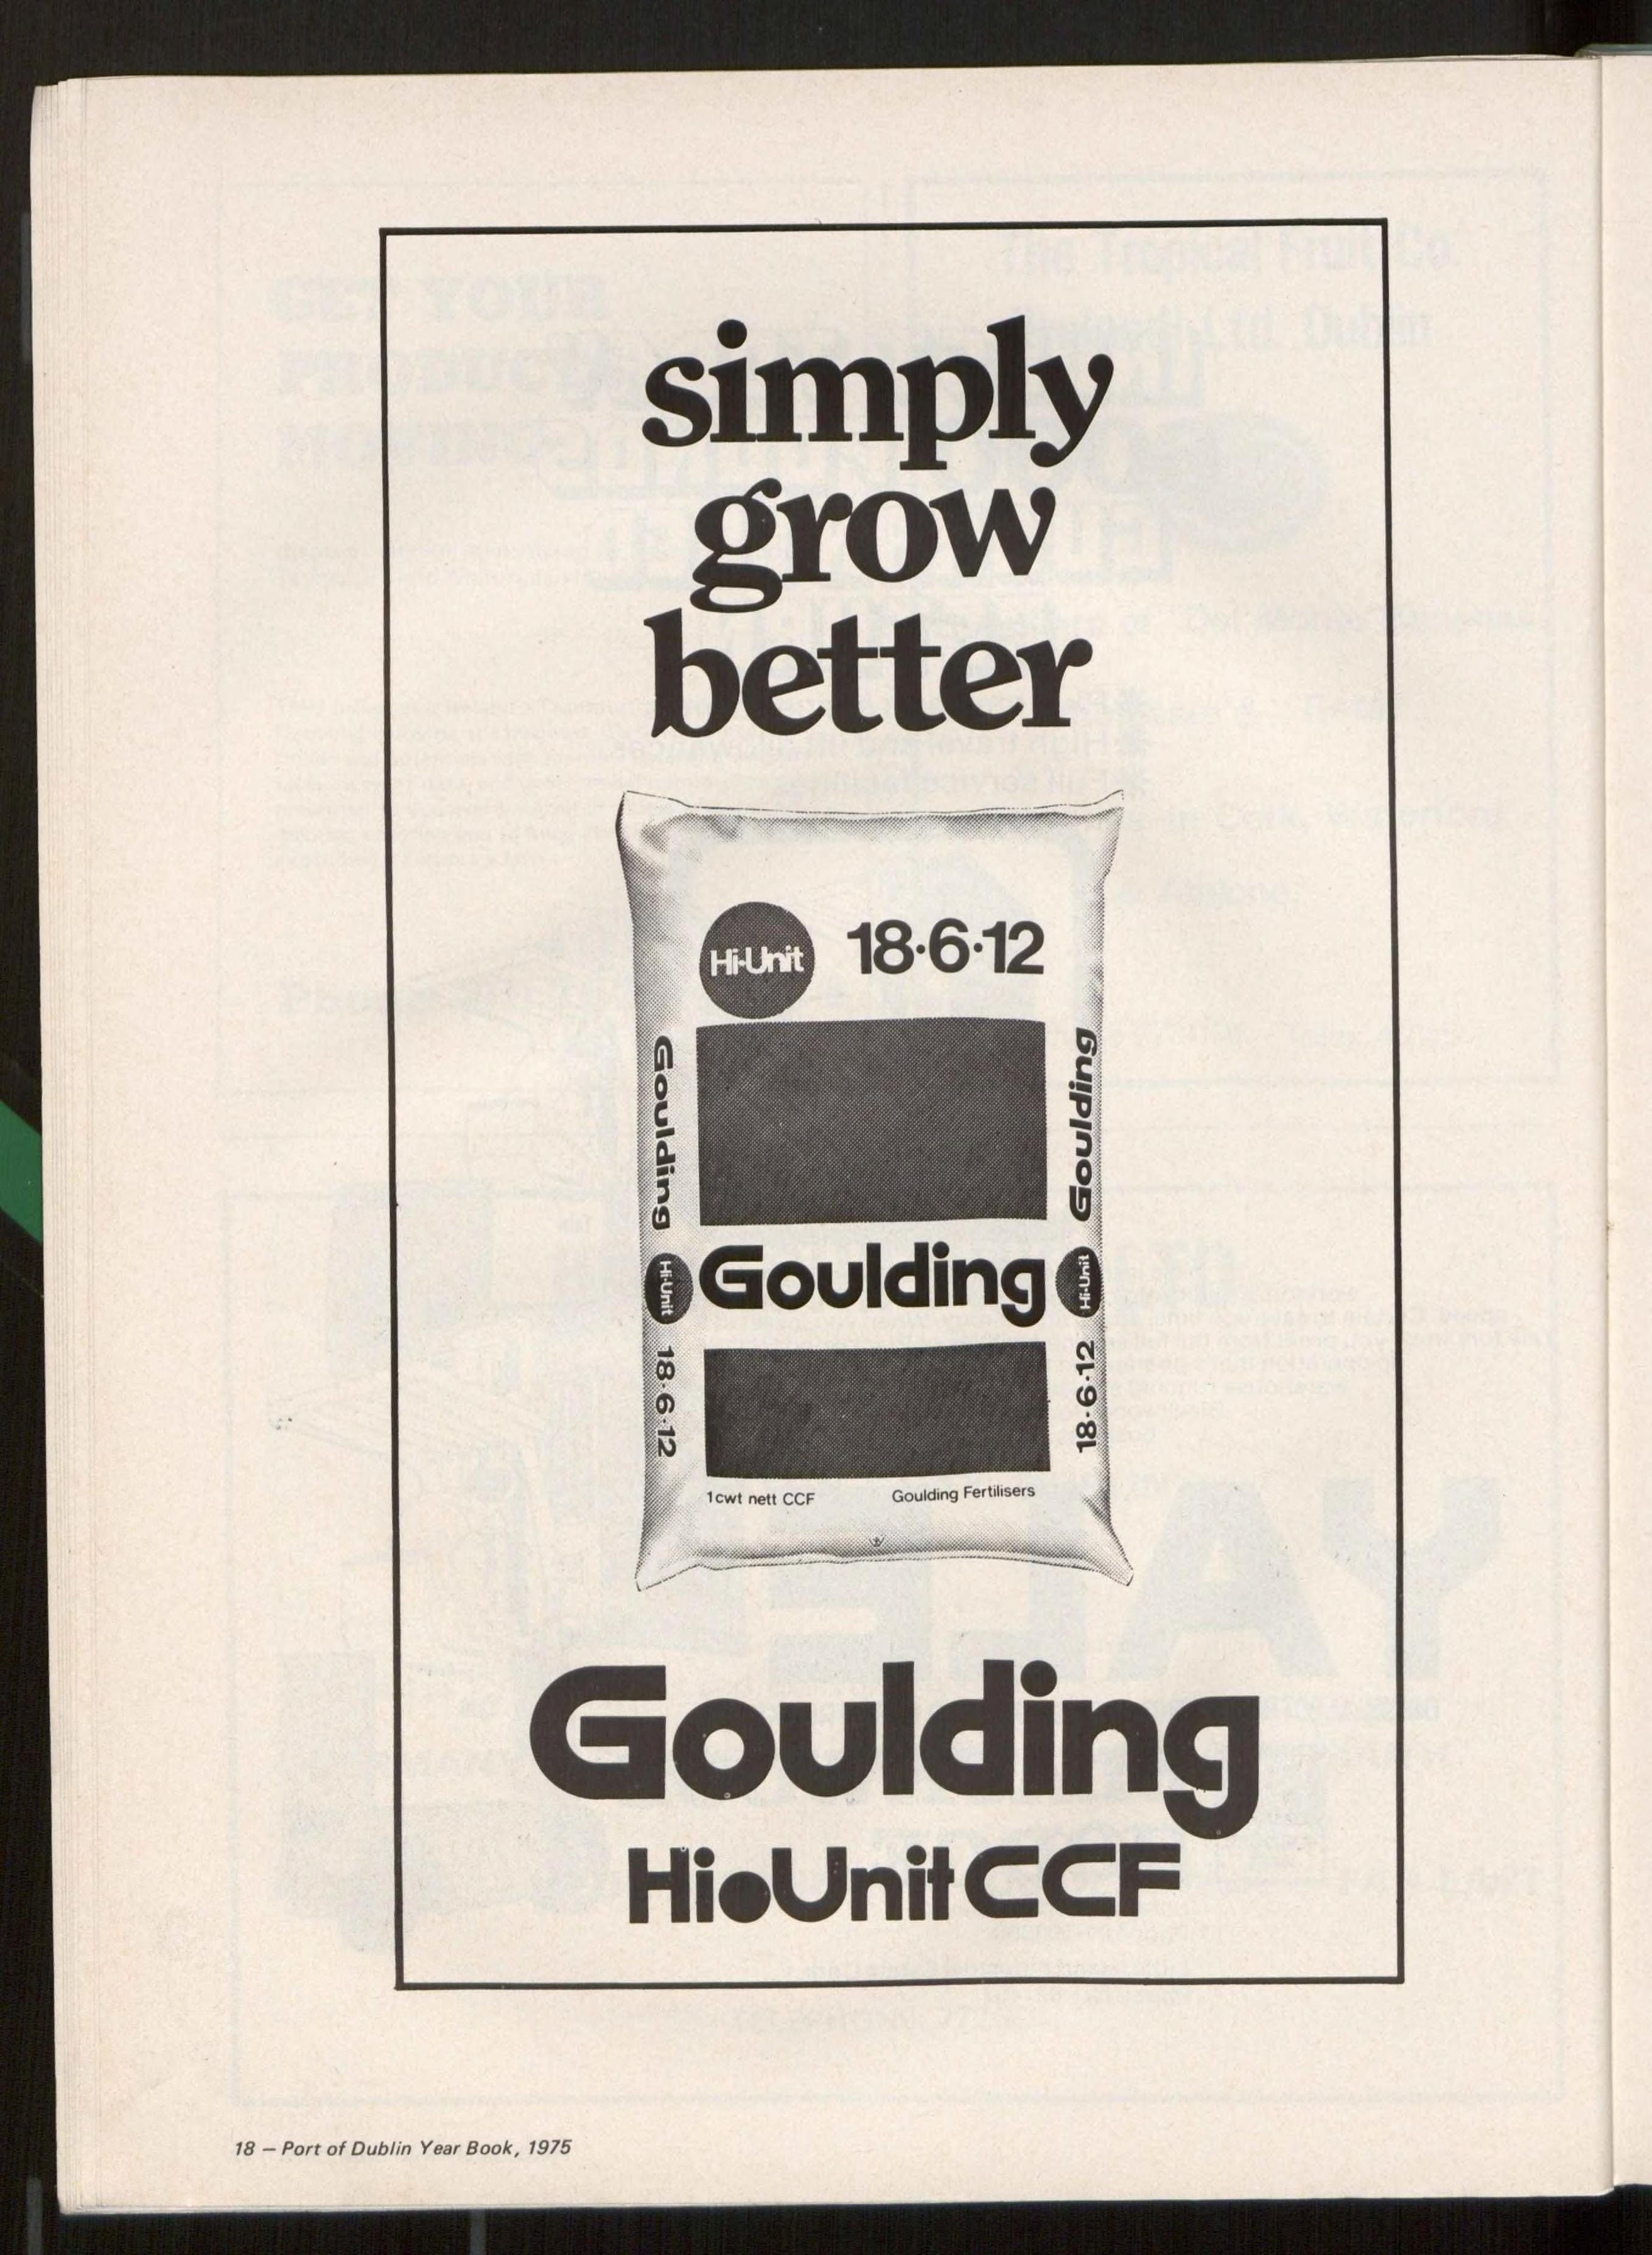 simply
grow
better
Hi-Unit 18·6·12
Goulding
Goulding
Hi-Unit Goulding Hi-Unit
18·6·12
18·6·12
1cwt nett CCF Goulding Fertilisers
Goulding
Hi•Unit CCF
18 — Port of Dublin Year Book, 1975